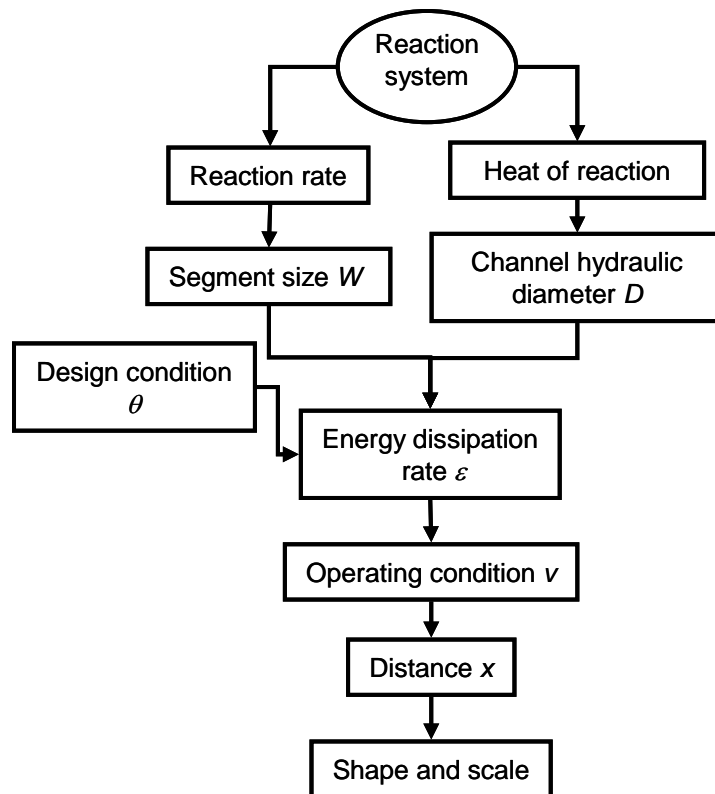 Reaction
system
Reaction rate
Heat of reaction
Segment size W
Channel hydraulic
diameter D
Design condition
θ
Energy dissipation
rate ε
Operating condition v
Distance x
Shape and scale